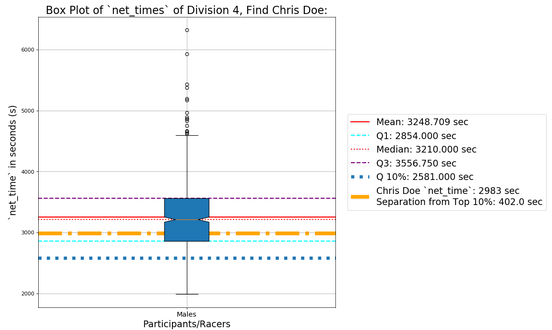 Box Plot of `net_times` of Division 4, Find Chris Doe:
`net_time` in seconds (s)
6000
5000
4000
3000
2000
Males
Participants/Racers
Mean: 3248.709 sec
Q1: 2854.000 sec
Median: 3210.000 sec
Q3: 3556.750 sec
Q 10%: 2581.000 sec
Chris Doe `net_time`: 2983 sec
Separation from Top 10%: 402.0 sec